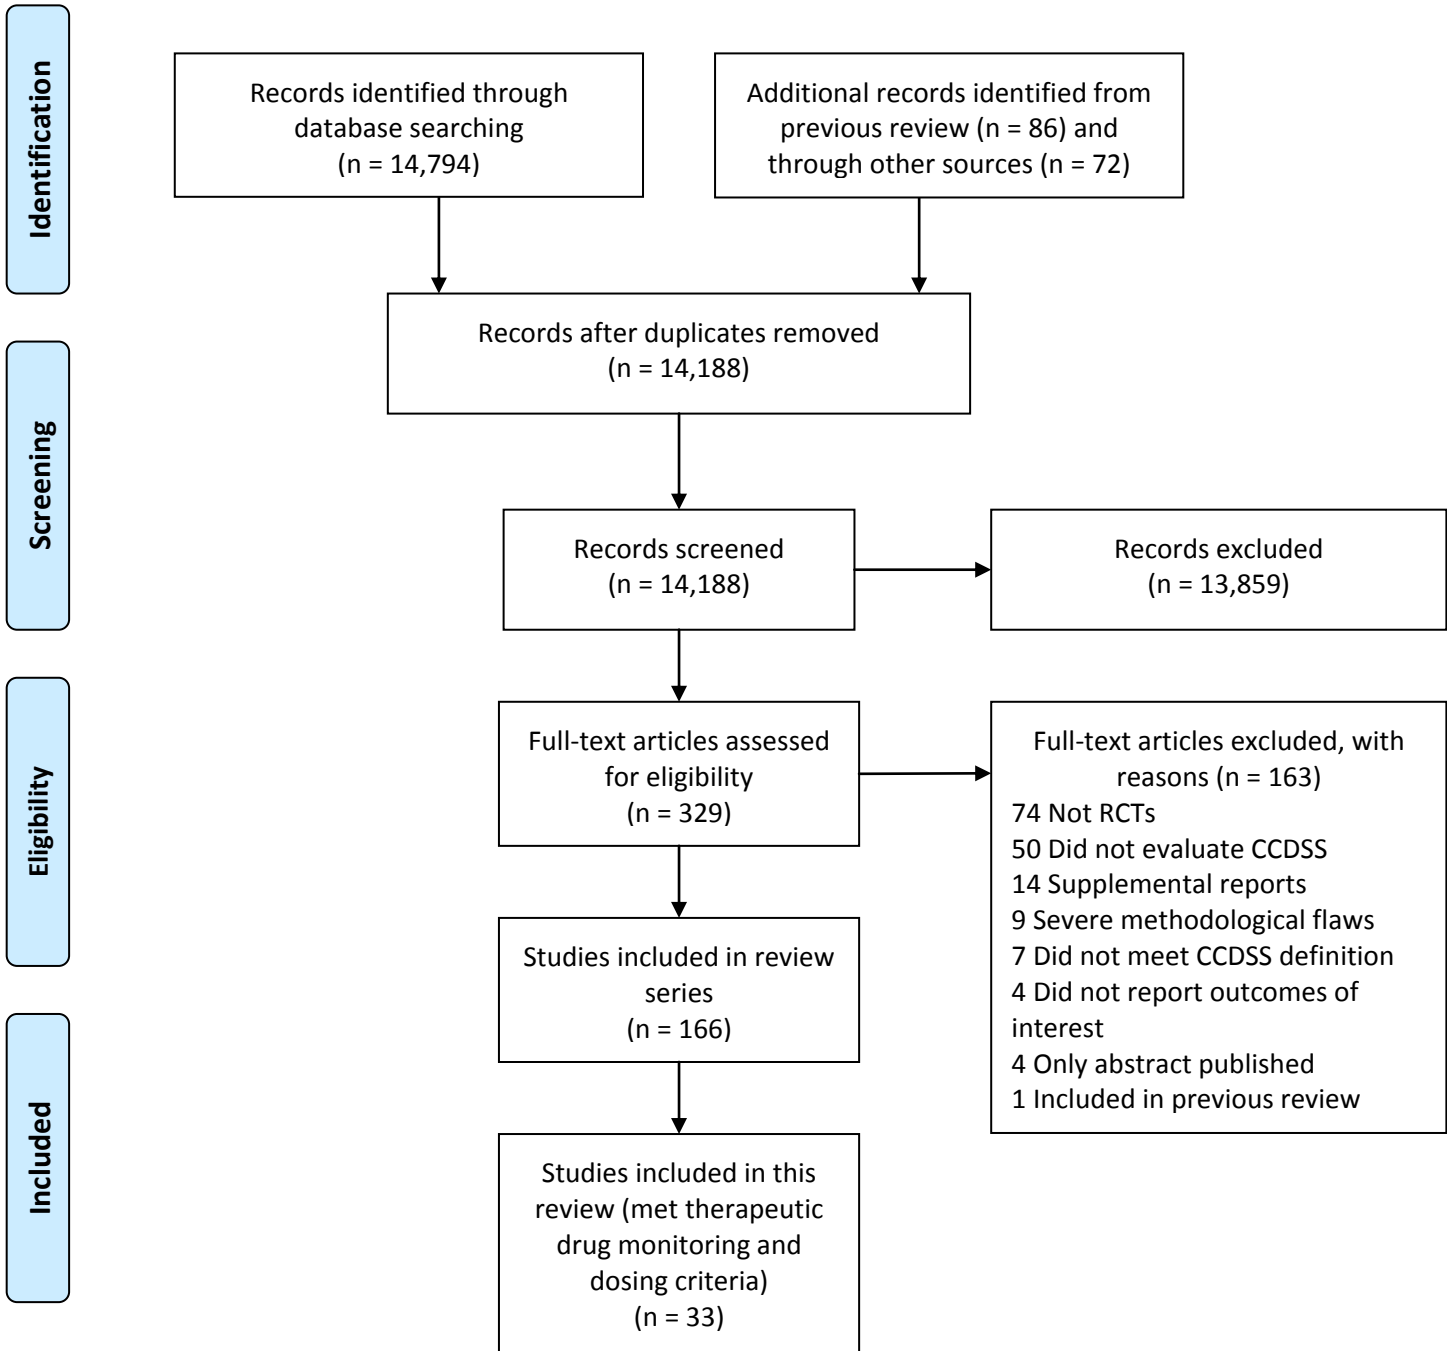 Identification
Records identified through
database searching
(n = 14,794)
Additional records identified from
previous review (n = 86) and
through other sources (n = 72)
Records after duplicates removed
(n = 14,188)
Screening
Records screened
(n = 14,188)
Records excluded
(n = 13,859)
Eligibility
Full-text articles assessed
for eligibility
(n = 329)
Full-text articles excluded, with
reasons (n = 163)
74 Not RCTs
50 Did not evaluate CCDSS
14 Supplemental reports
9 Severe methodological flaws
7 Did not meet CCDSS definition
4 Did not report outcomes of
interest
4 Only abstract published
1 Included in previous review
Studies included in review
series
(n = 166)
Included
Studies included in this
review (met therapeutic
drug monitoring and
dosing criteria)
(n = 33)